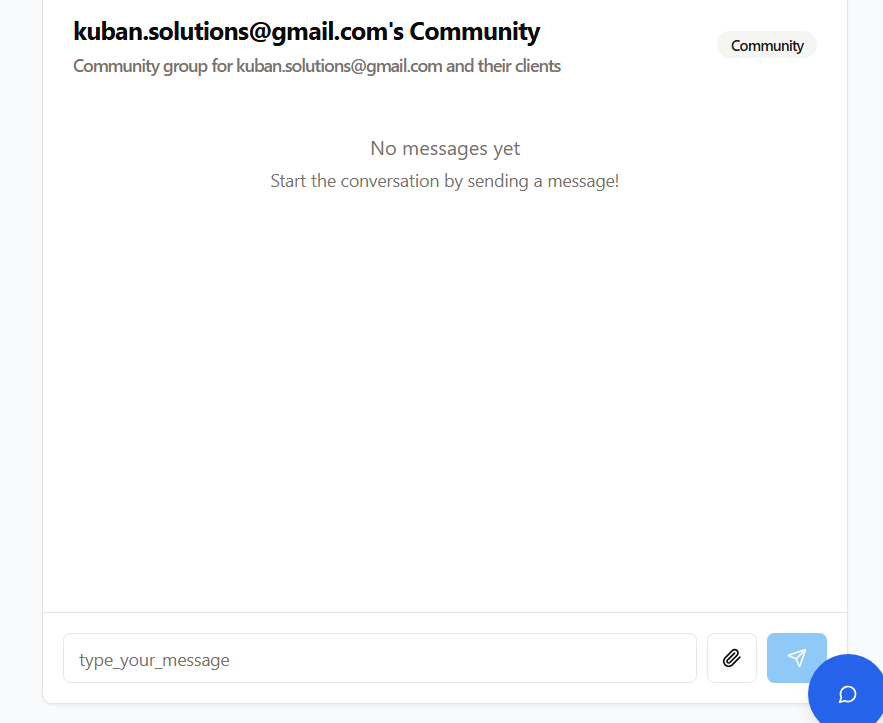 kuban.solutions@gmail.com's Community
Community
Community group for kuban.solutions@gmail.com and their clients
No messages yet
Start the conversation by sending a message!
type_your_message